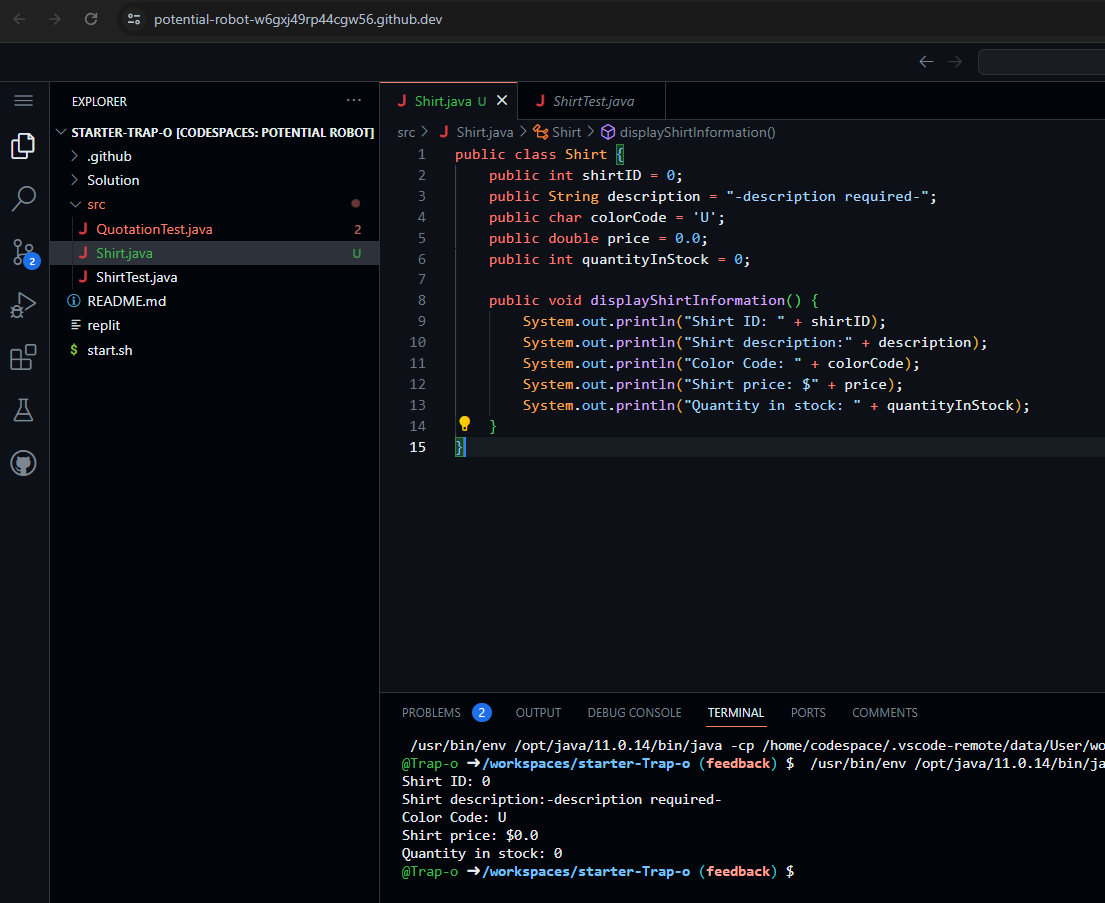 potential-robot-w6gxj49rp44cgw56.github.dev
EXPLORER
STARTER-TRAP-O [CODESPACES: POTENTIAL ROBOT]
.github
Solution
src
QuotationTest.java 2
Shirt.java U
ShirtTest.java
README.md
replit
$ start.sh
2
J Shirt.java U
J ShirtTest.java
src > J Shirt.java > Shirt > displayShirtInformation()
1 public class Shirt {
2 public int shirtID = 0;
3 public String description = "-description required-";
4 public char colorCode = 'U';
5 public double price = 0.0;
6 public int quantityInStock = 0;
7
8 public void displayShirtInformation() {
9 System.out.println("Shirt ID: " + shirtID);
10 System.out.println("Shirt description:" + description);
11 System.out.println("Color Code: " + colorCode);
12 System.out.println("Shirt price: $" + price);
13 System.out.println("Quantity in stock: " + quantityInStock);
14 }
15 }
PROBLEMS 2 OUTPUT DEBUG CONSOLE TERMINAL PORTS COMMENTS
/usr/bin/env /opt/java/11.0.14/bin/java -cp /home/codespace/.vscode-remote/data/User/wo
@Trap-o ➜/workspaces/starter-Trap-o (feedback) $ /usr/bin/env /opt/java/11.0.14/bin/ja
Shirt ID: 0
Shirt description:-description required-
Color Code: U
Shirt price: $0.0
Quantity in stock: 0
@Trap-o ➜/workspaces/starter-Trap-o (feedback) $